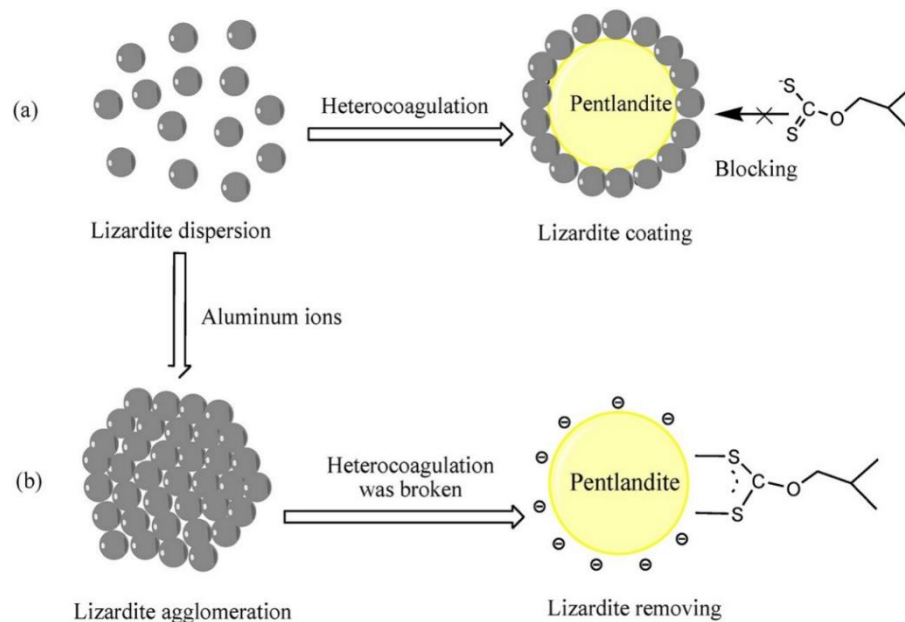 (a)
Heterocoagulation
Pentlandite
-S
S
C
O
Blocking
Lizardite dispersion
Lizardite coating
Aluminum ions
(b)
Heterocoagulation
was broken
Pentlandite
S
C
O
S
Lizardite agglomeration
Lizardite removing